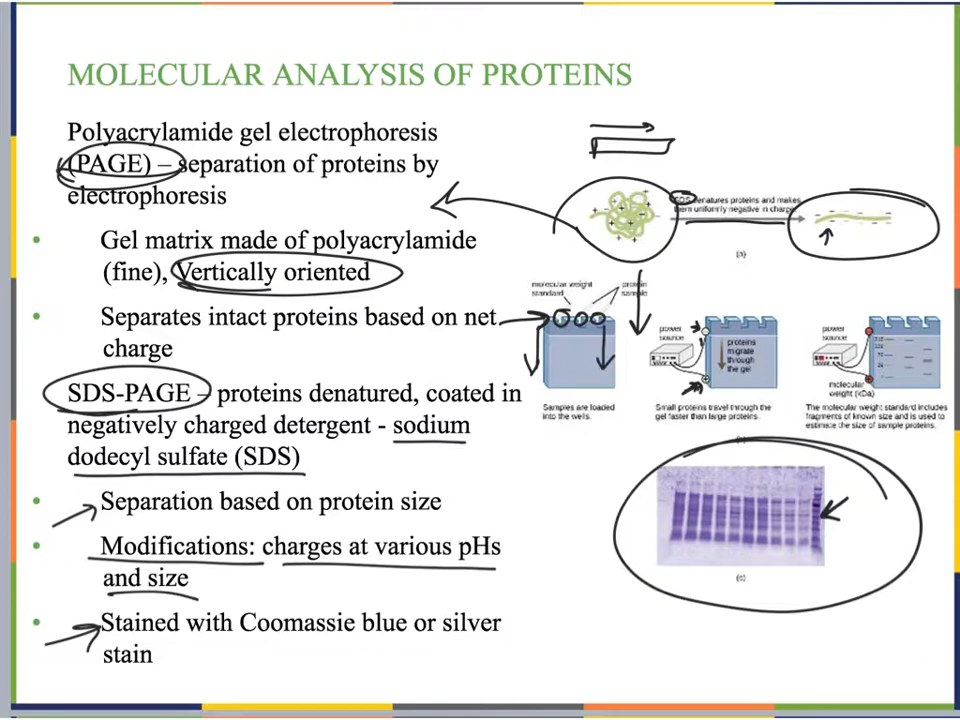 MOLECULAR ANALYSIS OF PROTEINS
Polyacrylamide gel electrophoresis
(PAGE) – separation of proteins by
electrophoresis
• Gel matrix made of polyacrylamide
(fine), Vertically oriented
• Separates intact proteins based on net
charge
SDS-PAGE – proteins denatured, coated in
negatively charged detergent - sodium
dodecyl sulfate (SDS)
• Separation based on protein size
• Modifications: charges at various pHs
and size
• Stained with Coomassie blue or silver
stain
SDS denatures proteins and makes
them uniformly negative in charge
(a)
molecular weight
standard
protein
sample
Samples are loaded
into the wells.
power
source
proteins
migrate
through
the gel
Small proteins travel through the
gel faster than large proteins.
power
source
molecular
weight (kDa)
The molecular weight standard includes
fragments of known size and is used to
estimate the size of sample proteins.
(c)